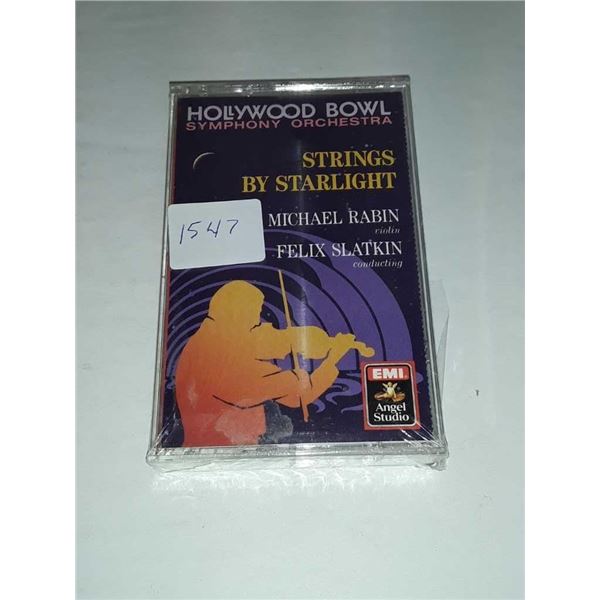 HOLLYWOOD BOWL
SYMPHONY ORCHESTRA
STRINGS
BY STARLIGHT
1547
MICHAEL RABIN
violin
FELIX SLATKIN
conducting
EMI
Angel
Studio